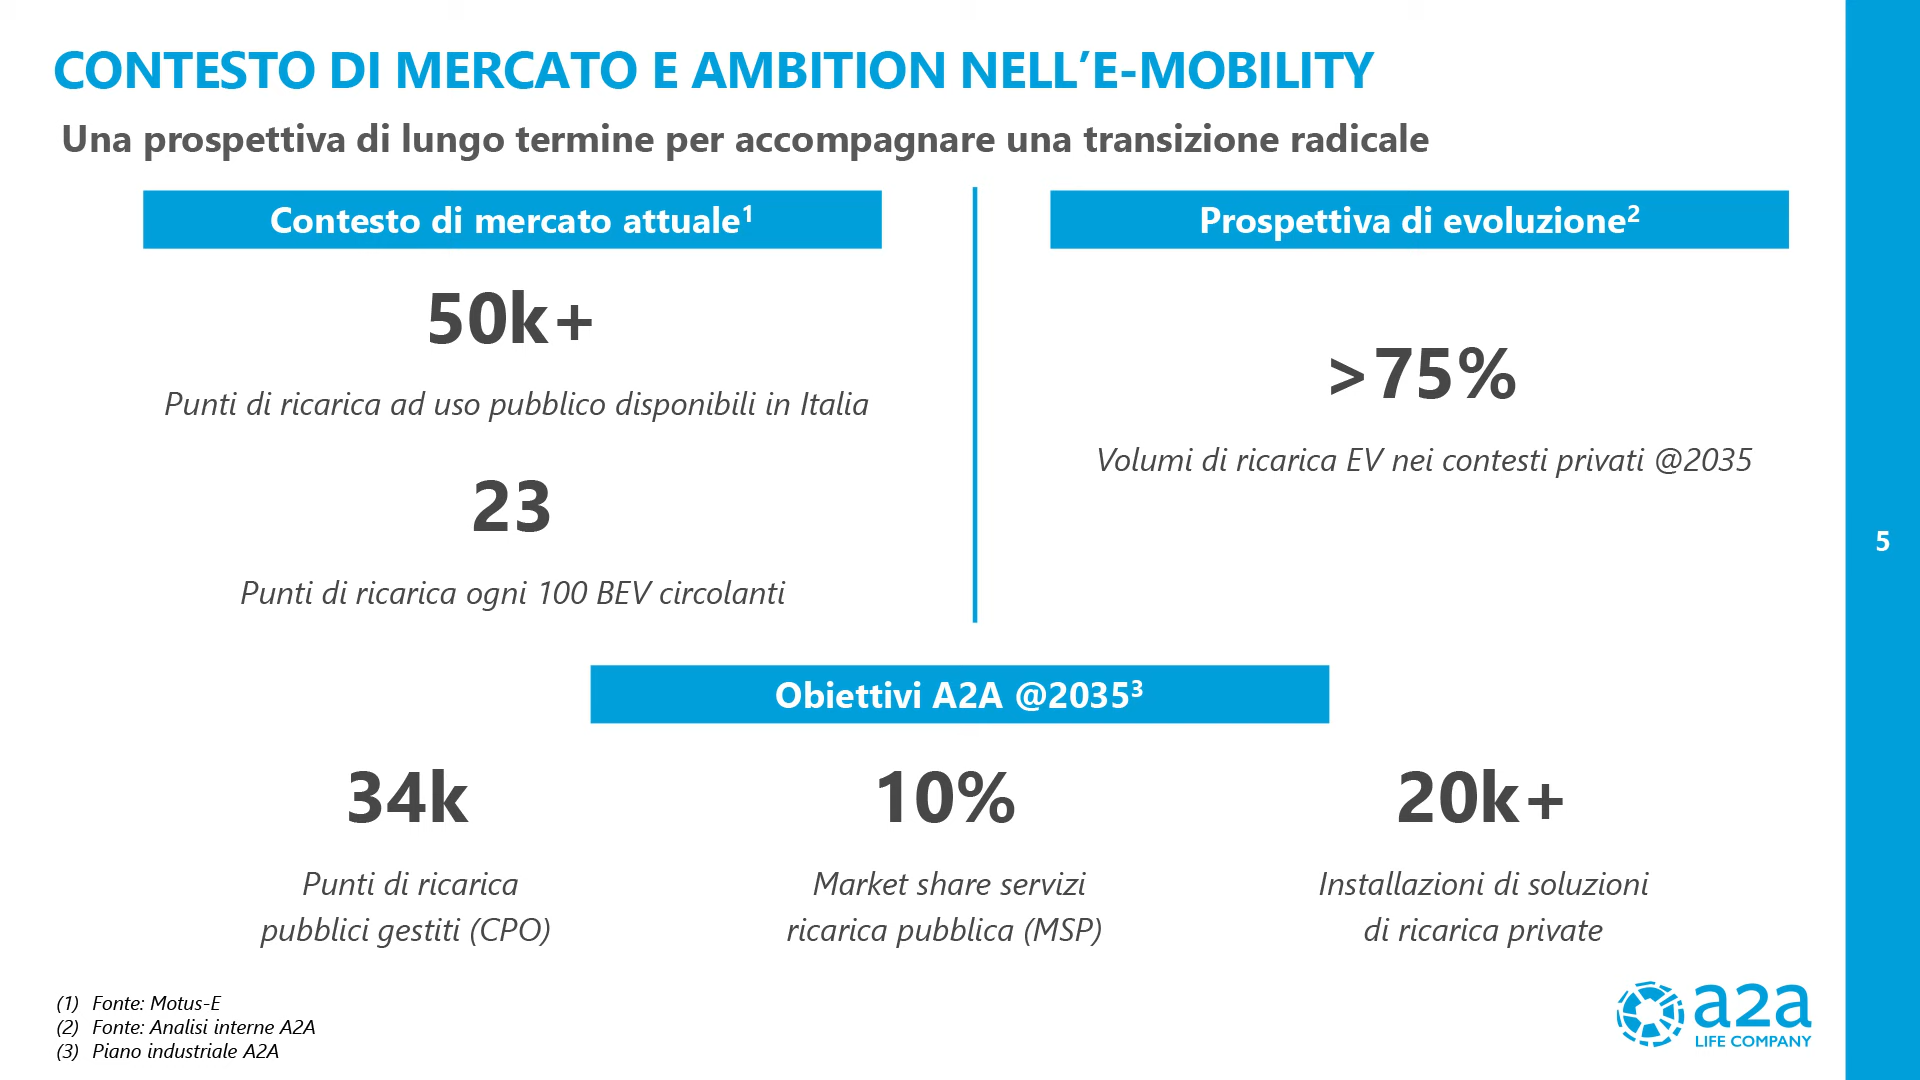 CONTESTO DI MERCATO E AMBITION NELL’E-MOBILITY
Una prospettiva di lungo termine per accompagnare una transizione radicale
Contesto di mercato attuale¹
50k+
Punti di ricarica ad uso pubblico disponibili in Italia
23
Punti di ricarica ogni 100 BEV circolanti
Prospettiva di evoluzione²
>75%
Volumi di ricarica EV nei contesti privati @2035
5
Obiettivi A2A @2035³
34k
Punti di ricarica
pubblici gestiti (CPO)
10%
Market share servizi
ricarica pubblica (MSP)
20k+
Installazioni di soluzioni
di ricarica private
(1) Fonte: Motus-E
(2) Fonte: Analisi interne A2A
(3) Piano industriale A2A
a2a
LIFE COMPANY